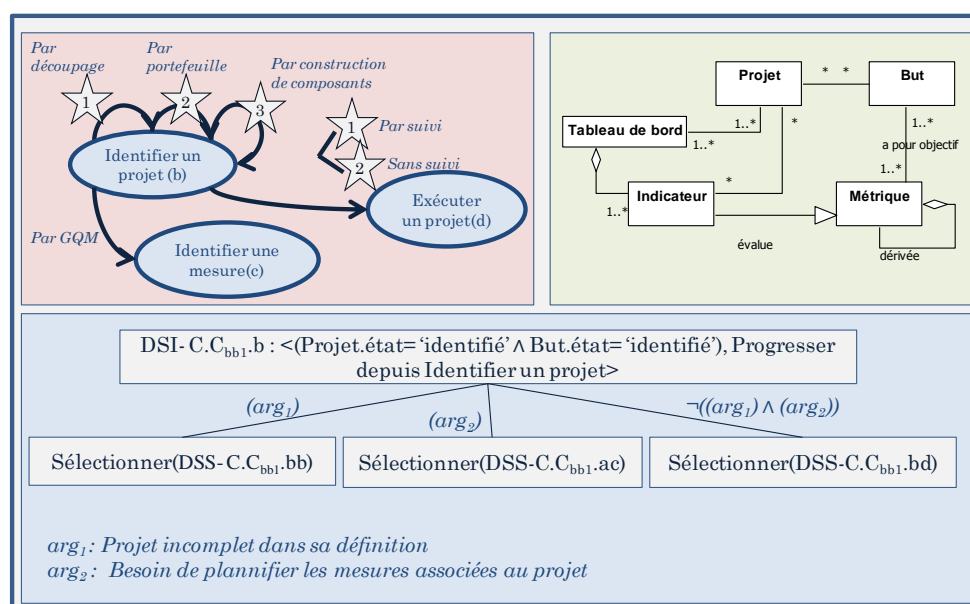 Par
découpage
Par
portefeuille
Par construction
de composants
1
2
3
1
Par suivi
2
Sans suivi
Identifier un
projet (b)
Exécuter
un projet(d)
Par GQM
Identifier une
mesure(c)
Projet
* *
But
1..*
*
1..*
Tableau de bord
1..*
a pour objectif
1..*
*
Indicateur
Métrique
1..*
évalue
dérivée
DSI- C.Cbb1.b : <(Projet.état= ‘identifié’ ∧ But.état= ‘identifié’), Progresser
depuis Identifier un projet>
(arg1)
(arg2)
¬((arg1) ∧ (arg2))
Sélectionner(DSS-C.Cbb1.bb)
Sélectionner(DSS-C.Cbb1.ac)
Sélectionner(DSS-C.Cbb1.bd)
arg1: Projet incomplet dans sa définition
arg2: Besoin de plannifier les mesures associées au projet